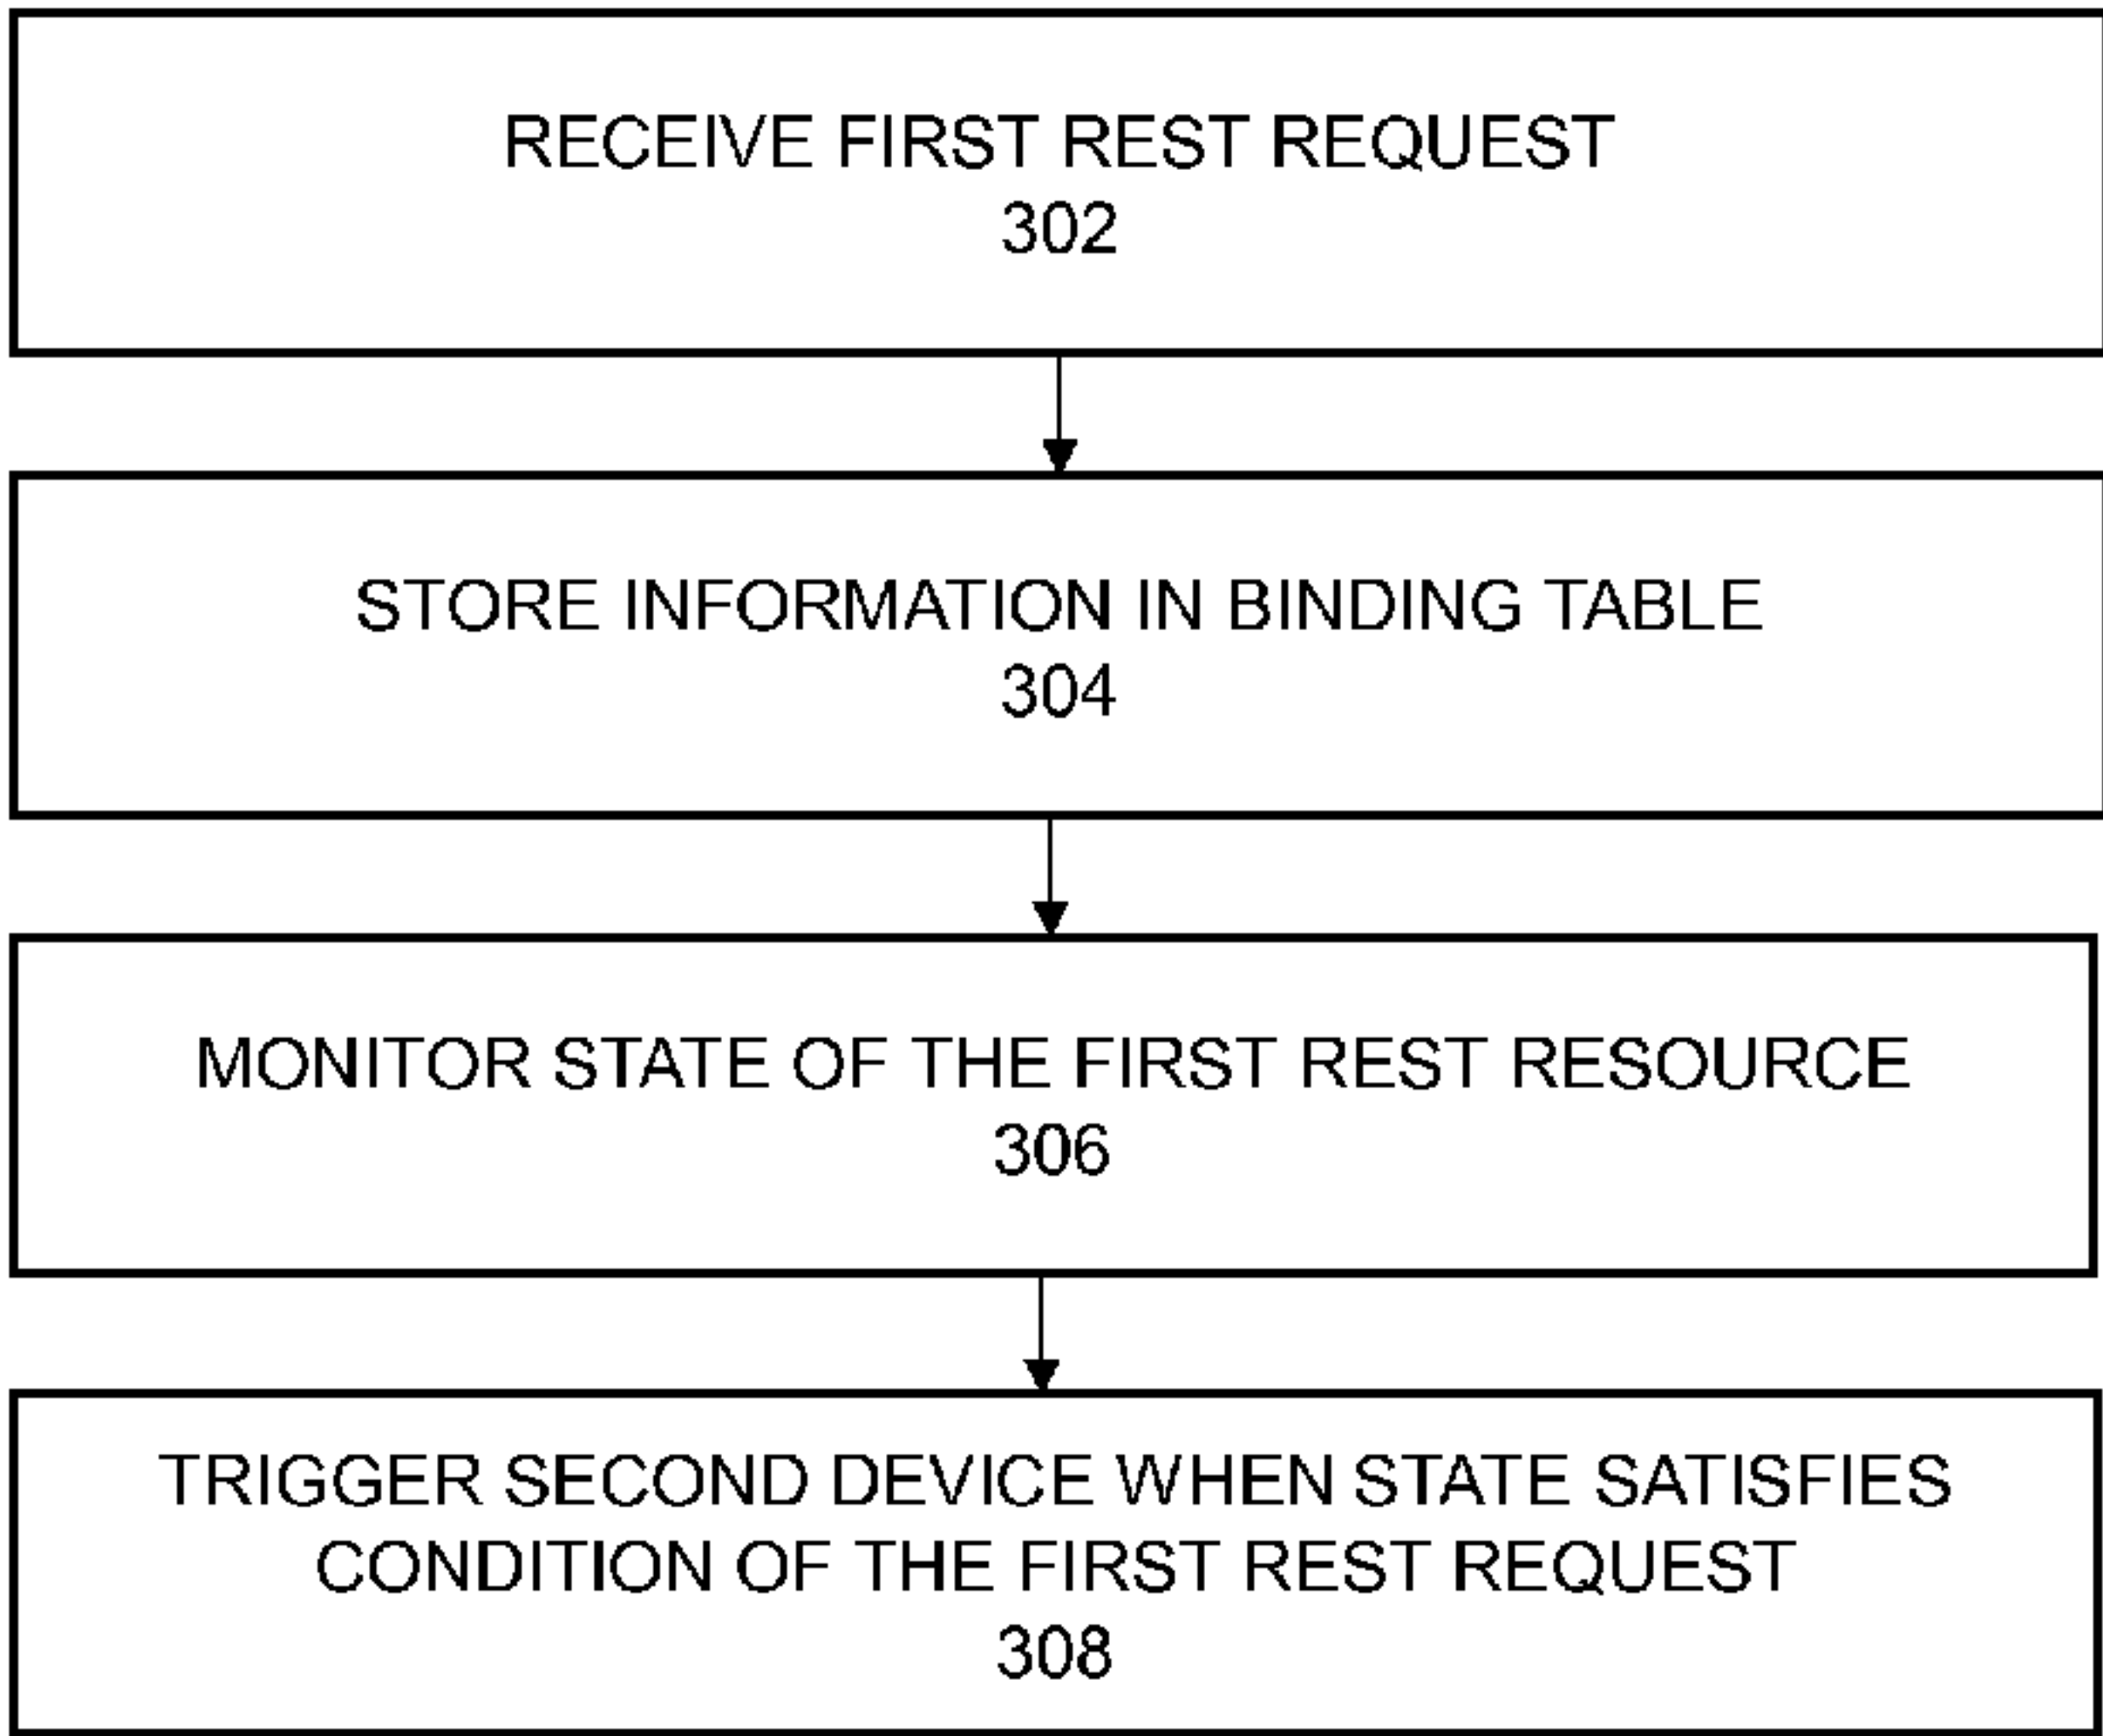 RECEIVE FIRST REST REQUEST
302
STORE INFORMATION IN BINDING TABLE
304
MONITOR STATE OF THE FIRST REST RESOURCE
306
TRIGGER SECOND DEVICE WHEN STATE SATISFIES
CONDITION OF THE FIRST REST REQUEST
308